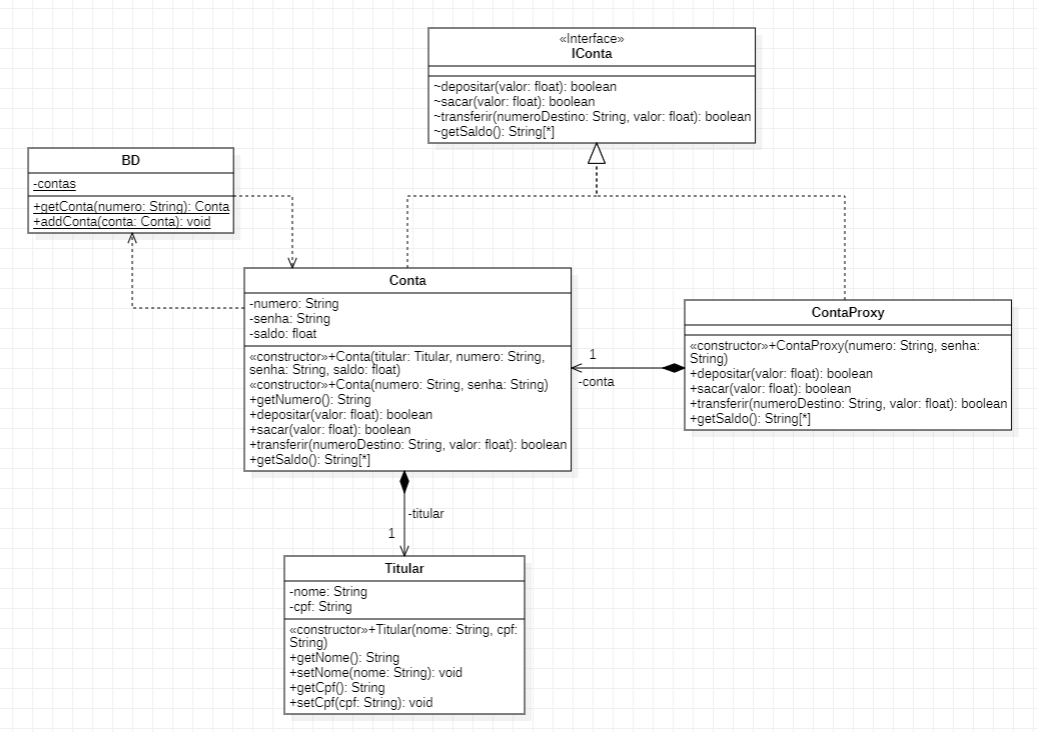 «Interface»
IConta
~depositar(valor: float): boolean
~sacar(valor: float): boolean
~transferir(numeroDestino: String, valor: float): boolean
~getSaldo(): String[*]
BD
-contas
+getConta(numero: String): Conta
+addConta(conta: Conta): void
Conta
-numero: String
-senha: String
-saldo: float
«constructor»+Conta(titular: Titular, numero: String,
senha: String, saldo: float)
«constructor»+Conta(numero: String, senha: String)
+getNumero(): String
+depositar(valor: float): boolean
+sacar(valor: float): boolean
+transferir(numeroDestino: String, valor: float): boolean
+getSaldo(): String[*]
1
-conta
ContaProxy
«constructor»+ContaProxy(numero: String, senha:
String)
+depositar(valor: float): boolean
+sacar(valor: float): boolean
+transferir(numeroDestino: String, valor: float): boolean
+getSaldo(): String[*]
-titular
1
Titular
-nome: String
-cpf: String
«constructor»+Titular(nome: String, cpf:
String)
+getNome(): String
+setNome(nome: String): void
+getCpf(): String
+setCpf(cpf: String): void